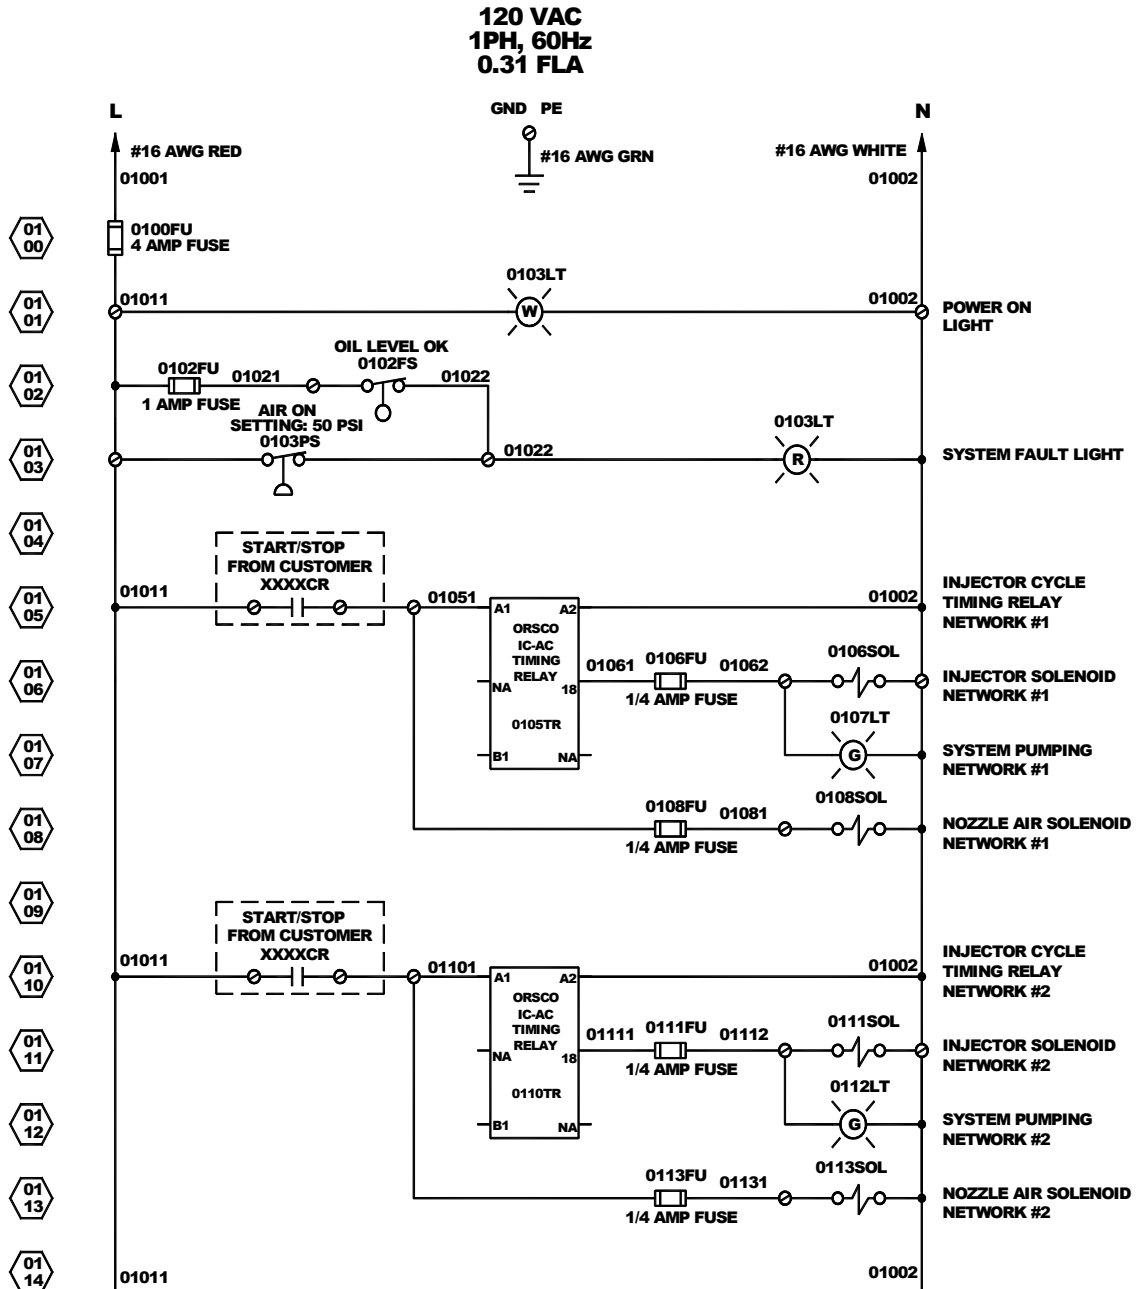 120 VAC
1PH, 60Hz
0.31 FLA
L
GND PE
N
#16 AWG RED
#16 AWG GRN
#16 AWG WHITE
01001
01002
01
00
0100FU
4 AMP FUSE
0103LT
01
01
01011
W
01002
POWER ON
LIGHT
OIL LEVEL OK
0102FU
0102FS
01
02
01021
01022
1 AMP FUSE
AIR ON
SETTING: 50 PSI
0103PS
0103LT
01
03
01022
R
SYSTEM FAULT LIGHT
01
04
START/STOP
FROM CUSTOMER
XXXXCR
01
05
01011
01051
A1
A2
01002
INJECTOR CYCLE
TIMING RELAY
NETWORK #1
ORSCO
IC-AC
TIMING
RELAY
01
06
NA
18
01061
0106FU
01062
1/4 AMP FUSE
0106SOL
INJECTOR SOLENOID
NETWORK #1
0105TR
0107LT
01
07
B1
NA
G
SYSTEM PUMPING
NETWORK #1
01
08
0108FU
01081
1/4 AMP FUSE
0108SOL
NOZZLE AIR SOLENOID
NETWORK #1
01
09
START/STOP
FROM CUSTOMER
XXXXCR
01
10
01011
01101
A1
A2
01002
INJECTOR CYCLE
TIMING RELAY
NETWORK #2
ORSCO
IC-AC
TIMING
RELAY
01
11
NA
18
01111
0111FU
01112
1/4 AMP FUSE
0111SOL
INJECTOR SOLENOID
NETWORK #2
0110TR
0112LT
01
12
B1
NA
G
SYSTEM PUMPING
NETWORK #2
01
13
0113FU
01131
1/4 AMP FUSE
0113SOL
NOZZLE AIR SOLENOID
NETWORK #2
01
14
01011
01002